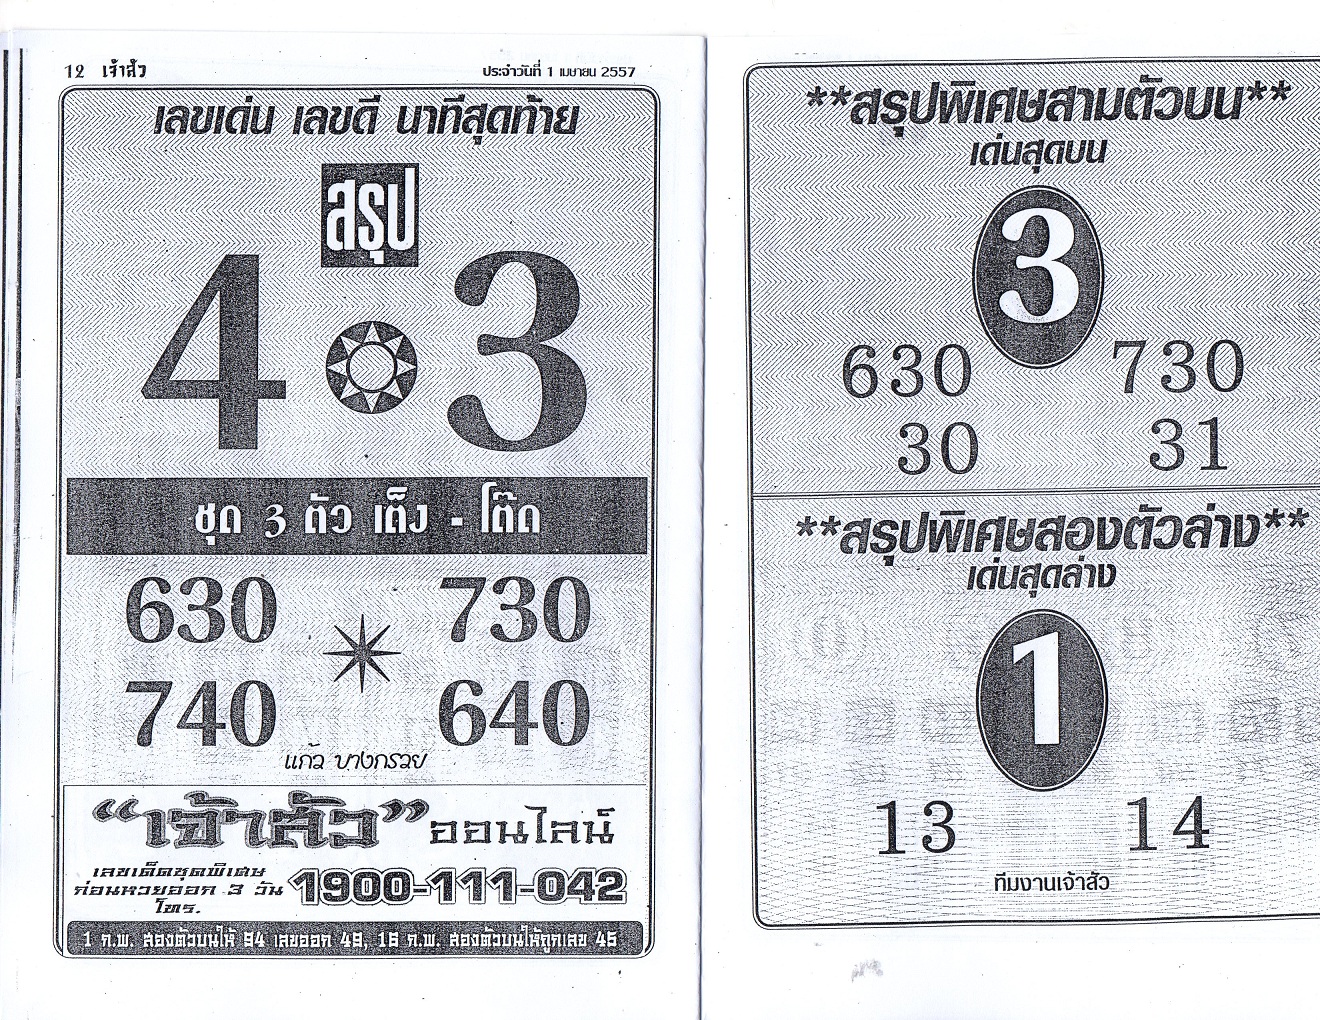 12 เจ้าสัว
ประจำวันที่ 1 เมษายน 2557
เลขเด่น เลขดี นาทีสุดท้าย
สรุป
4 3
ชุด 3 ตัว เต็ง - โต๊ด
630 730
740 640
แก้ว บางกรวย
“เจ้าสัว” ออนไลน์
เลขเด็ดชุดพิเศษ
ก่อนหวยออก 3 วัน
โทร.
1900-111-042
1 ก.พ. สองตัวบนให้ 94 เลขออก 49, 16 ก.พ. สองตัวบนให้ถูกเลข 45
**สรุปพิเศษสามตัวบน**
เด่นสุดบน
3
630 730
30 31
**สรุปพิเศษสองตัวล่าง**
เด่นสุดล่าง
1
13 14
ทีมงานเจ้าสัว